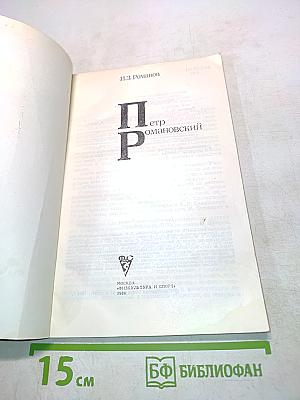 И.З. Романов
Петр
Романовский
МОСКВА
«ФИЗКУЛЬТУРА И СПОРТ»
15 см
БФ БИБЛИОФАН